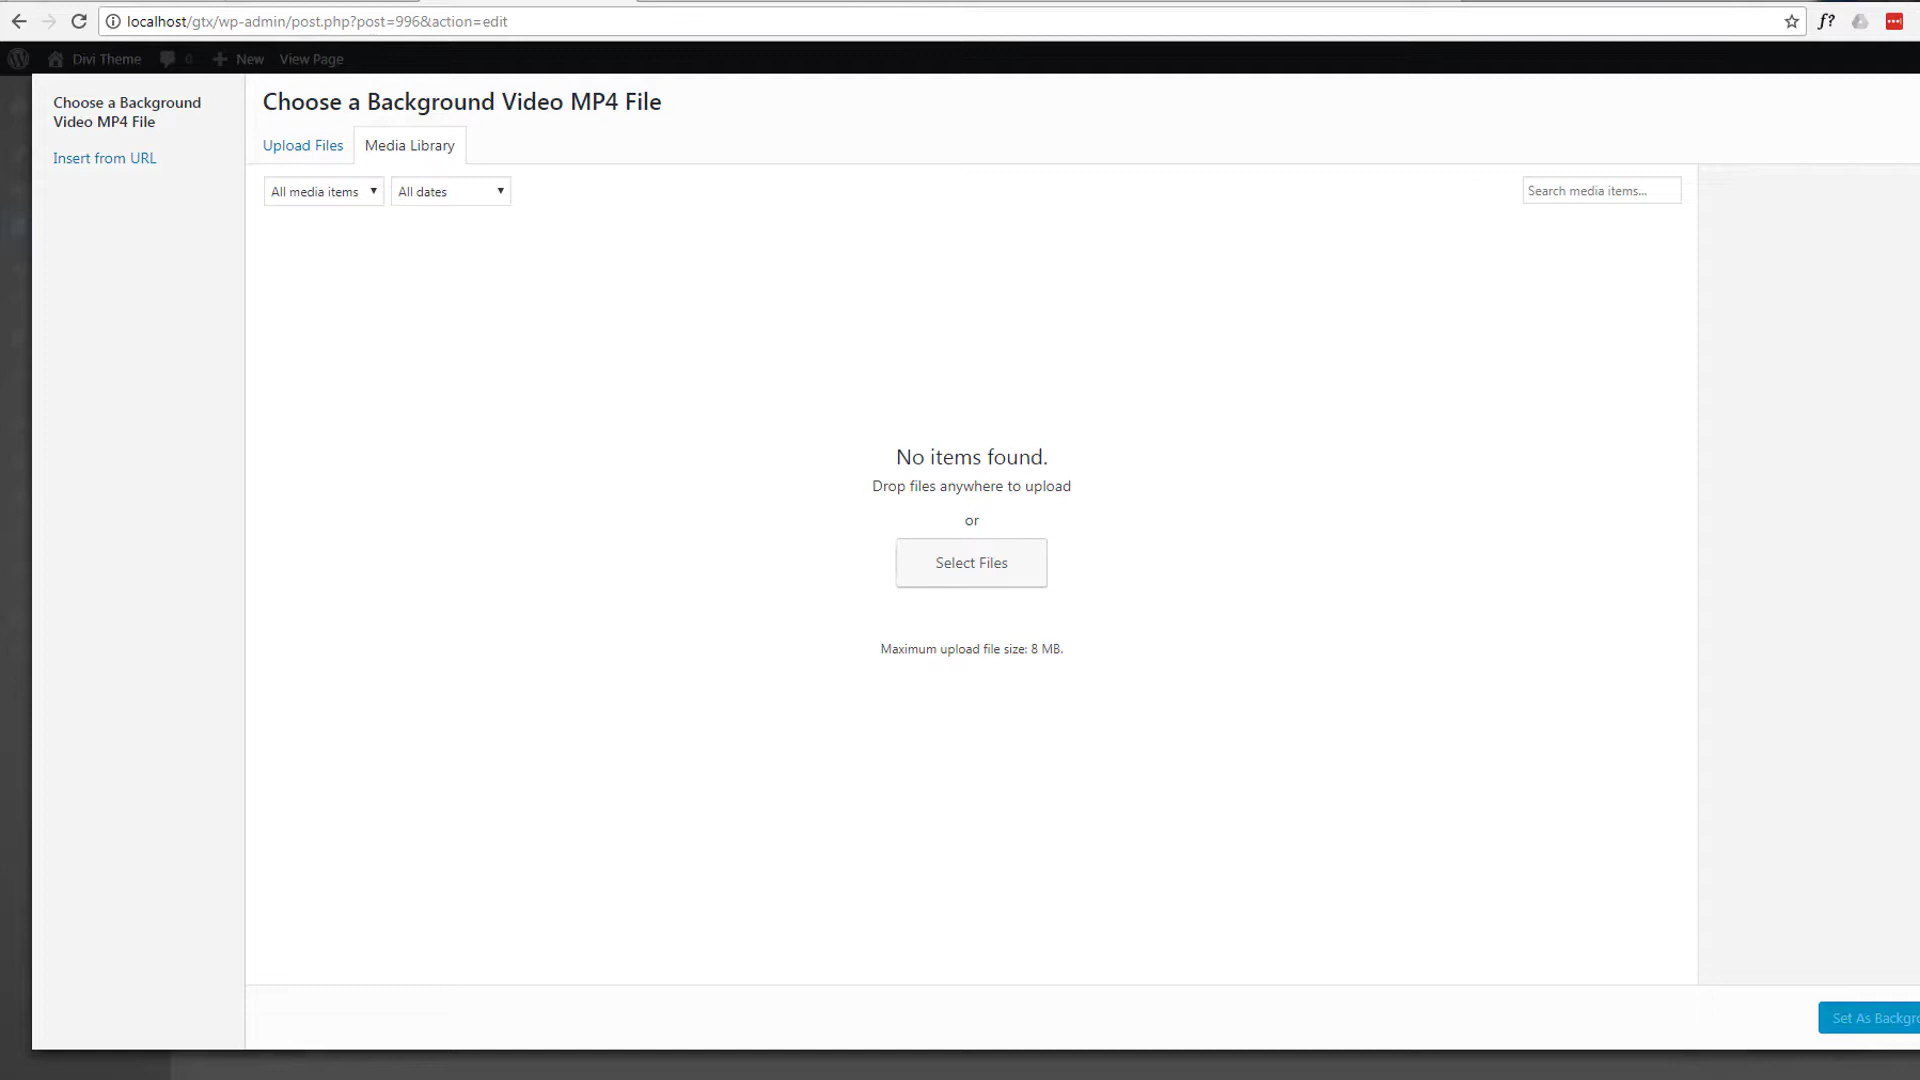 localhost/gtx/wp-admin/post.php?post=996&action=edit
f?
Divi Theme
0
New
View Page
Choose a Background
Video MP4 File
Insert from URL
Choose a Background Video MP4 File
Upload Files
Media Library
All media items
All dates
Search media items...
No items found.
Drop files anywhere to upload
or
Select Files
Maximum upload file size: 8 MB.
Set As Backgro